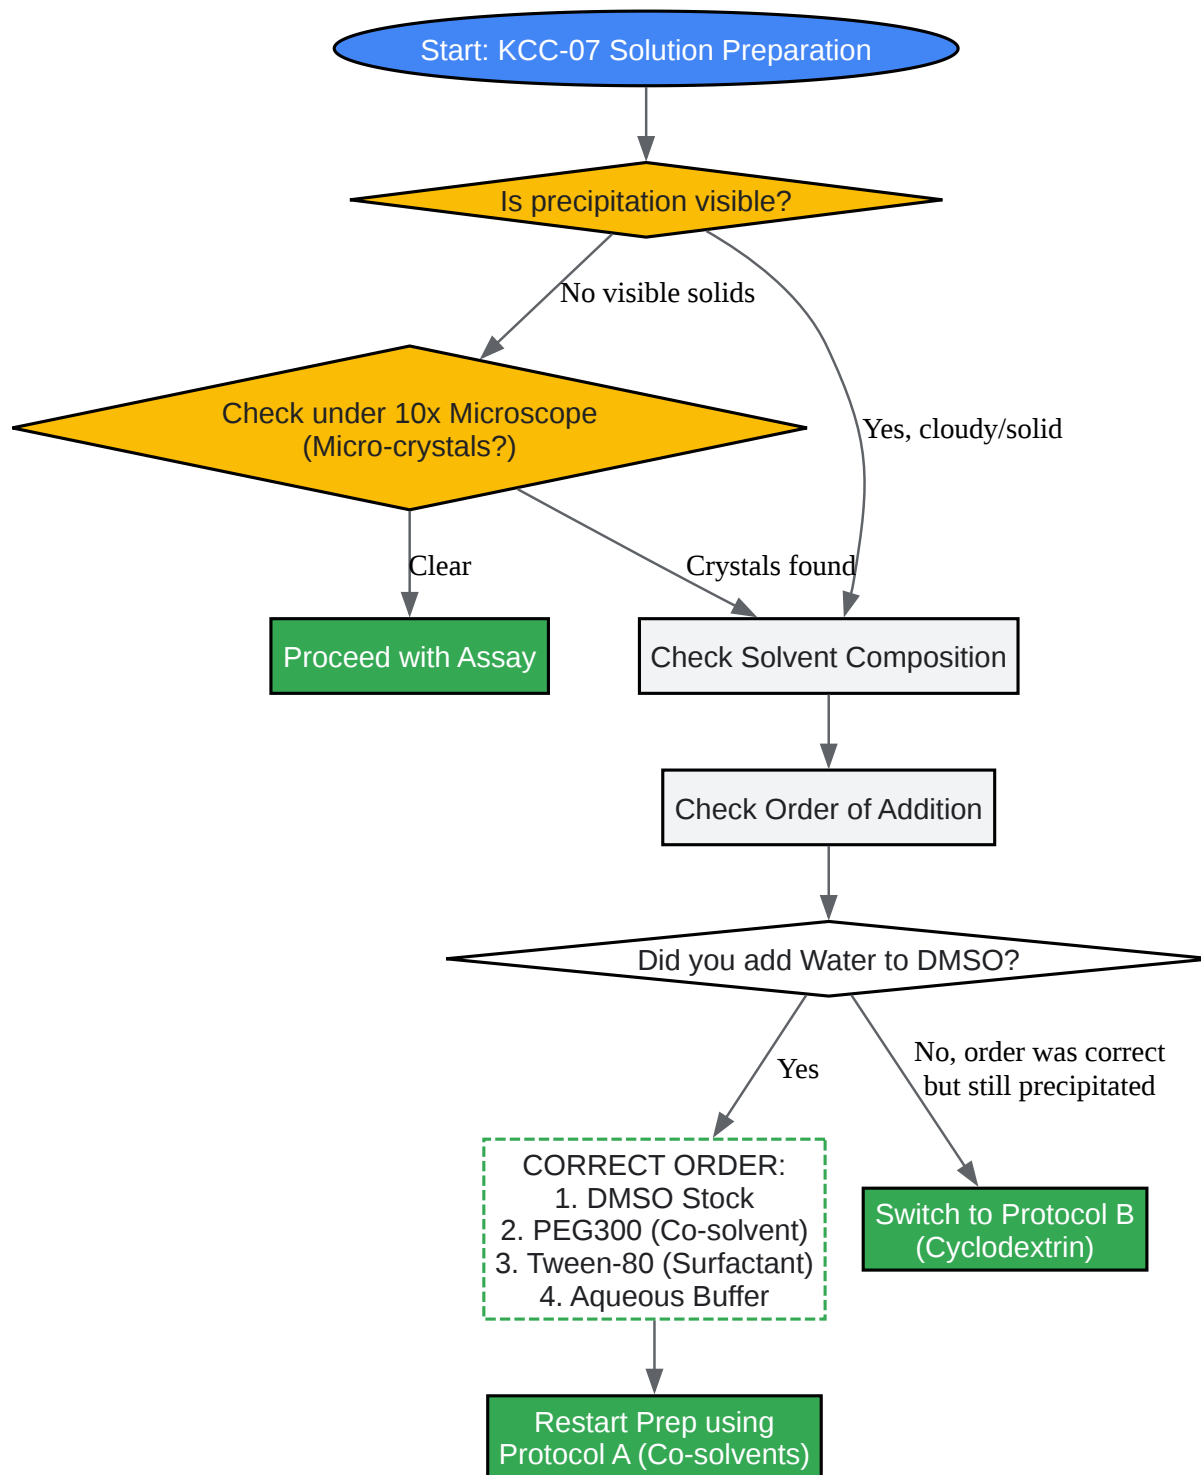 Start: KCC-07 Solution Preparation
Is precipitation visible?
No visible solids
Check under 10x Microscope
(Micro-crystals?)
Yes, cloudy/solid
Clear
Crystals found
Proceed with Assay
Check Solvent Composition
Check Order of Addition
Did you add Water to DMSO?
Yes
No, order was correct
but still precipitated
CORRECT ORDER:
1. DMSO Stock
2. PEG300 (Co-solvent)
3. Tween-80 (Surfactant)
4. Aqueous Buffer
Switch to Protocol B
(Cyclodextrin)
Restart Prep using
Protocol A (Co-solvents)